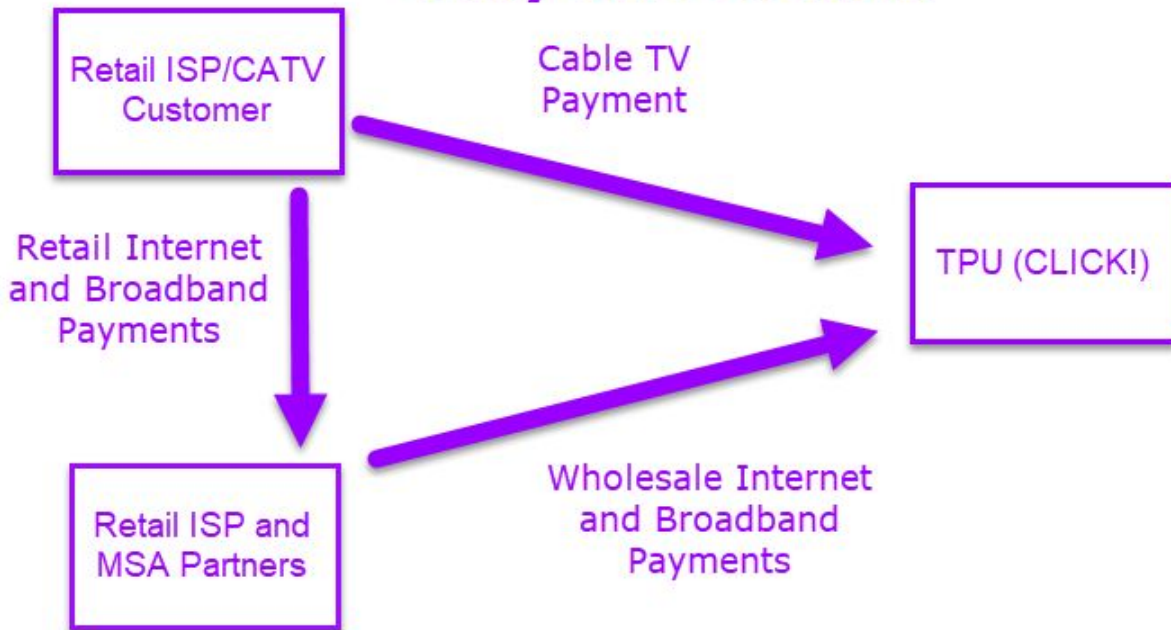 Retail ISP/CATV
Customer
Cable TV
Payment
Retail Internet
and Broadband
Payments
TPU (CLICK!)
Retail ISP and
MSA Partners
Wholesale Internet
and Broadband
Payments